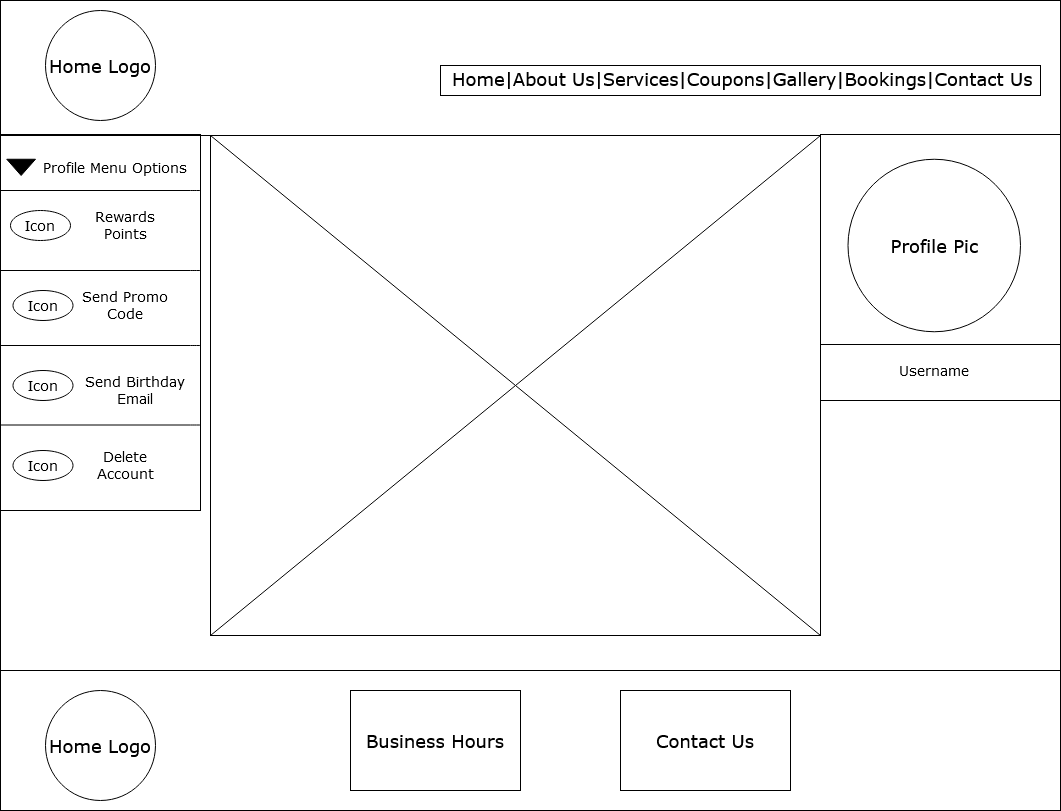 Home Logo
Home|About Us|Services|Coupons|Gallery|Bookings|Contact Us
Profile Menu Options
Icon
Rewards
Points
Icon
Send Promo
Code
Icon
Send Birthday
Email
Icon
Delete
Account
Profile Pic
Username
Home Logo
Business Hours
Contact Us